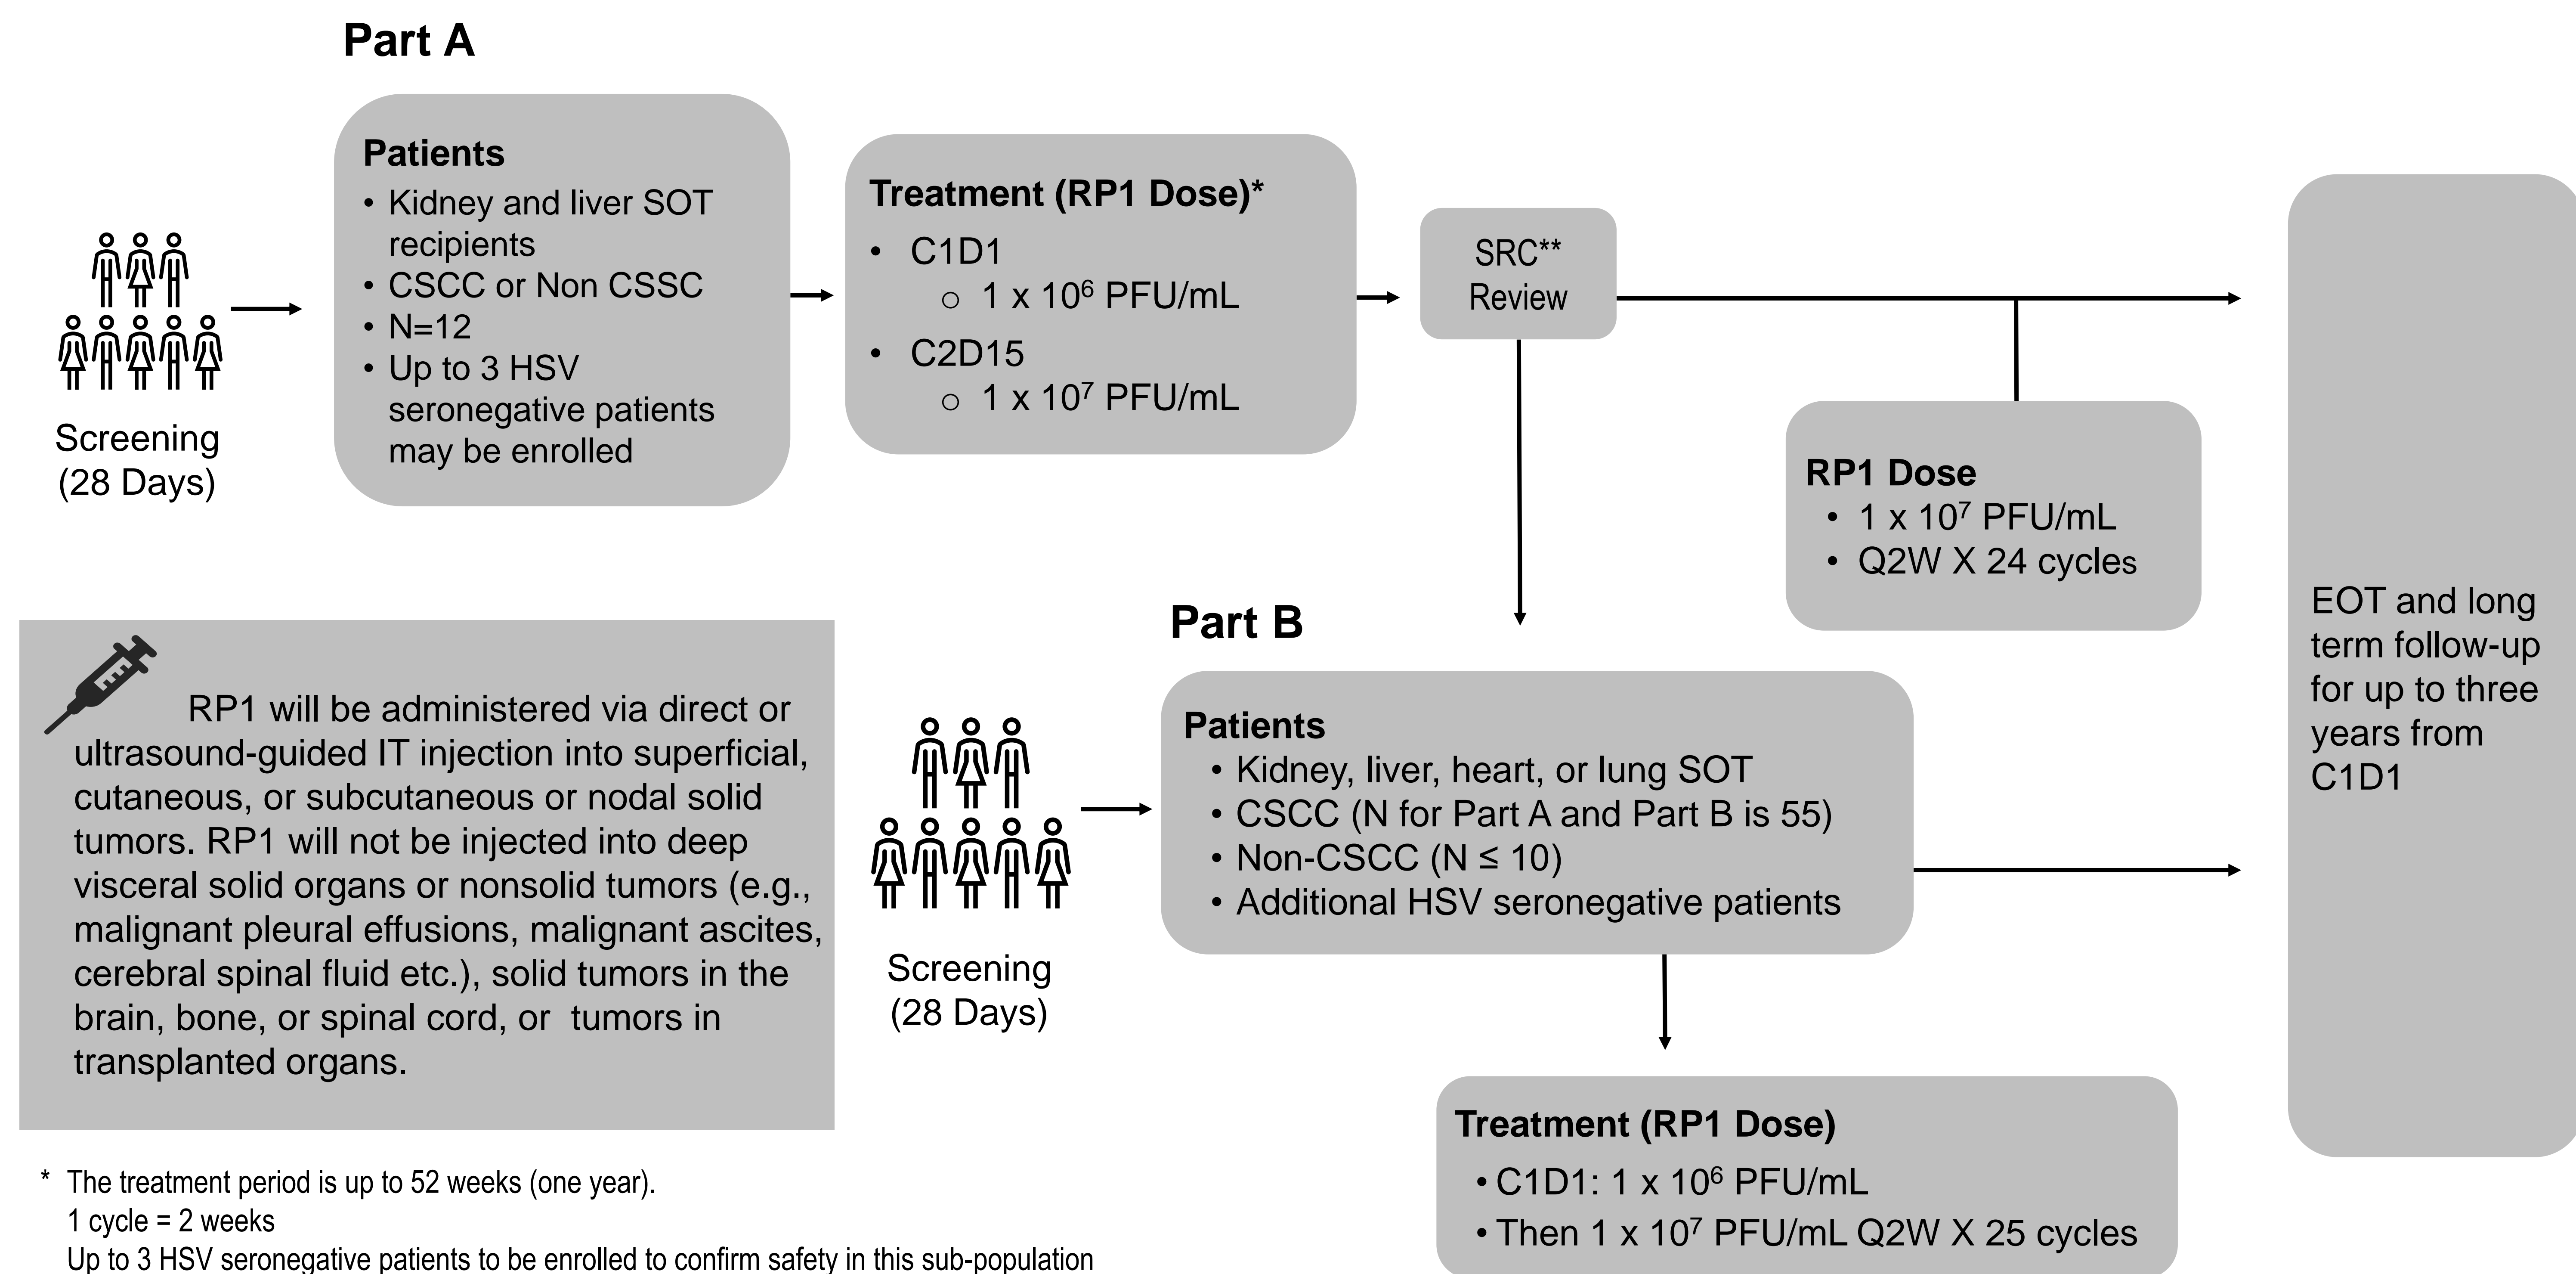 Part A
Patients
• Kidney and liver SOT
recipients
• CSCC or Non CSSC
• N=12
• Up to 3 HSV
seronegative patients
may be enrolled
Screening
(28 Days)
Treatment (RP1 Dose)*
• C1D1
○ 1 x 10⁶ PFU/mL
• C2D15
○ 1 x 10⁷ PFU/mL
SRC**
Review
RP1 Dose
• 1 x 10⁷ PFU/mL
• Q2W X 24 cycles
EOT and long
term follow-up
for up to three
years from
C1D1
RP1 will be administered via direct or
ultrasound-guided IT injection into superficial,
cutaneous, or subcutaneous or nodal solid
tumors. RP1 will not be injected into deep
visceral solid organs or nonsolid tumors (e.g.,
malignant pleural effusions, malignant ascites,
cerebral spinal fluid etc.), solid tumors in the
brain, bone, or spinal cord, or tumors in
transplanted organs.
Part B
Screening
(28 Days)
Patients
• Kidney, liver, heart, or lung SOT
• CSCC (N for Part A and Part B is 55)
• Non-CSCC (N ≤ 10)
• Additional HSV seronegative patients
Treatment (RP1 Dose)
• C1D1: 1 x 10⁶ PFU/mL
• Then 1 x 10⁷ PFU/mL Q2W X 25 cycles
* The treatment period is up to 52 weeks (one year).
1 cycle = 2 weeks
Up to 3 HSV seronegative patients to be enrolled to confirm safety in this sub-population